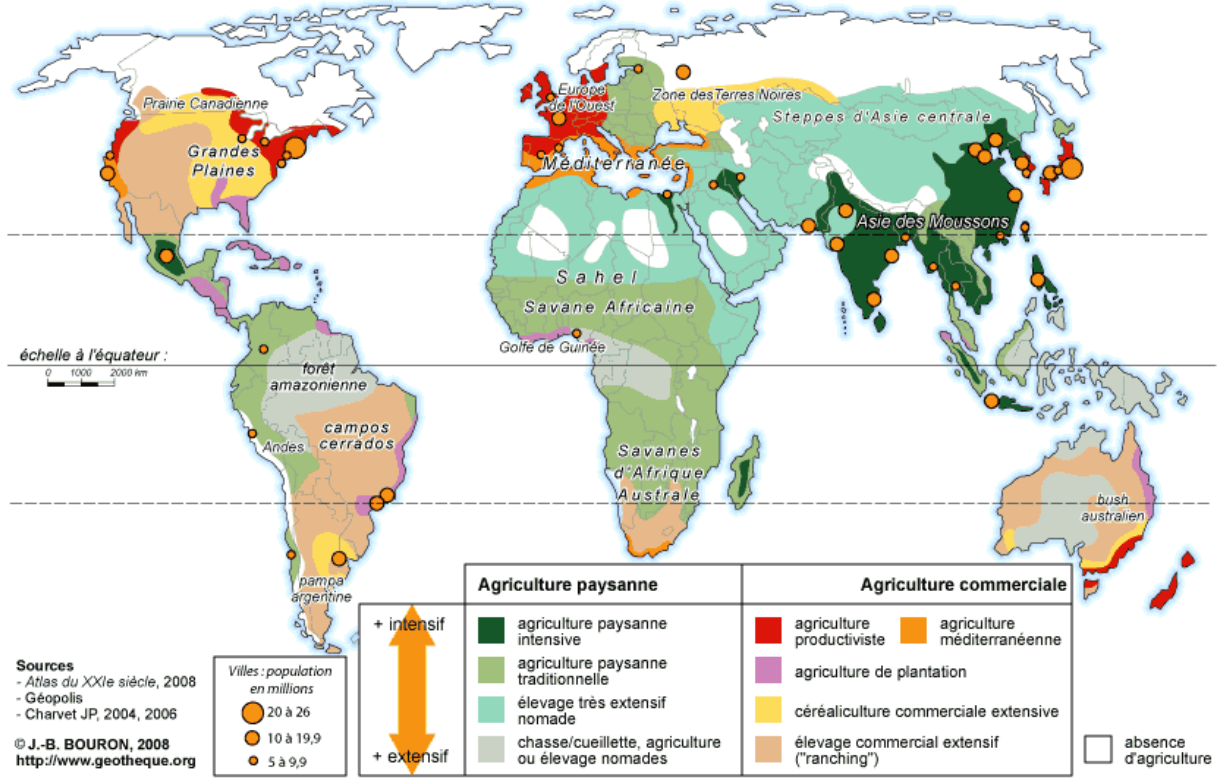 Prairie Canadienne
Grandes
Plaines
Europe
de l'Ouest
Zone des Terres Noires
Steppes d'Asie centrale
Méditerranée
Asie des Moussons
Sahel
Savane Africaine
Golfe de Guinée
échelle à l'équateur :
0 1000 2000 km
forêt
amazonienne
campos
cerrados
Andes
Savanes
d'Afrique
Australe
bush
australien
pampa
argentine
Agriculture paysanne
Agriculture commerciale
+ intensif
+ extensif
agriculture paysanne
intensive
agriculture paysanne
traditionnelle
élevage très extensif
nomade
chasse/cueillette, agriculture
ou élevage nomades
agriculture
productiviste
agriculture
méditerranéenne
agriculture de plantation
céréaliculture commerciale extensive
élevage commercial extensif
("ranching")
absence
d'agriculture
Sources
- Atlas du XXIe siècle, 2008
- Géopolis
- Charvet JP, 2004, 2006
© J.-B. BOURON, 2008
http://www.geotheque.org
Villes : population
en millions
20 à 26
10 à 19,9
5 à 9,9